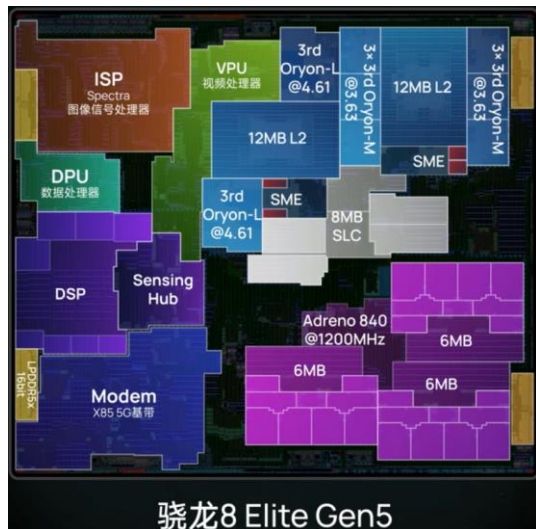 ISP
Spectra
图像信号处理器
VPU
视频处理器
3rd
Oryon-L
@4.61
3×3rd Oryon-M
@3.63
12MB L2
3×3rd Oryon-M
@3.63
12MB L2
SME
DPU
数据处理器
3rd
Oryon-L
@4.61
SME
8MB
SLC
DSP
Sensing
Hub
Adreno 840
@1200MHz
6MB
6MB
6MB
LPDDR5x
16bit
Modem
X85 5G基带
骁龙8 Elite Gen5